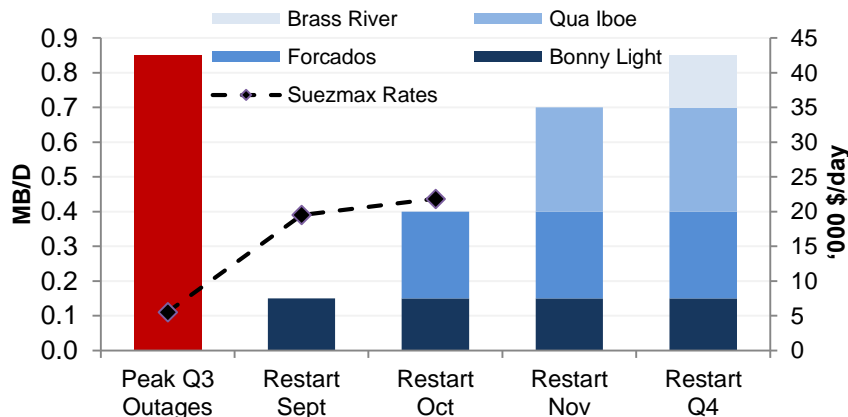 Brass River
Qua Iboe
Forcados
Bonny Light
Suezmax Rates
MB/D
0.9
0.8
0.7
0.6
0.5
0.4
0.3
0.2
0.1
0.0
45
40
35
30
25
20
15
10
5
0
‘000 $/day
Peak Q3
Outages
Restart
Sept
Restart
Oct
Restart
Nov
Restart
Q4